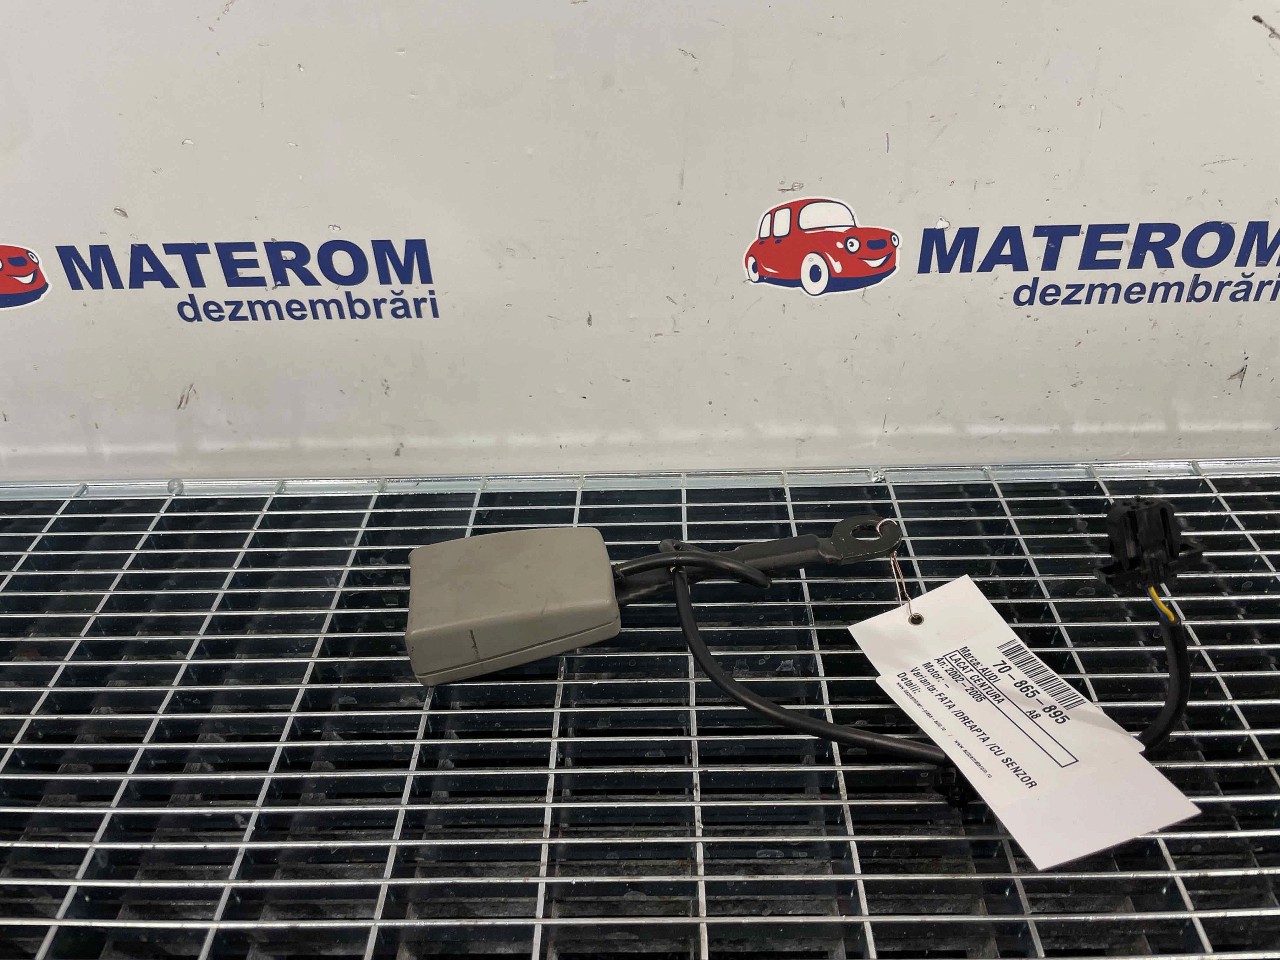 MATEROM
dezmembrări
MATEROM
dezmembrări
70-865-895
Marca: AUDI A8
LACAT CENTURA
An: 2002-2008
Motor: -
Varianta: FATA /DREAPTA /CU SENZOR
Detalii: